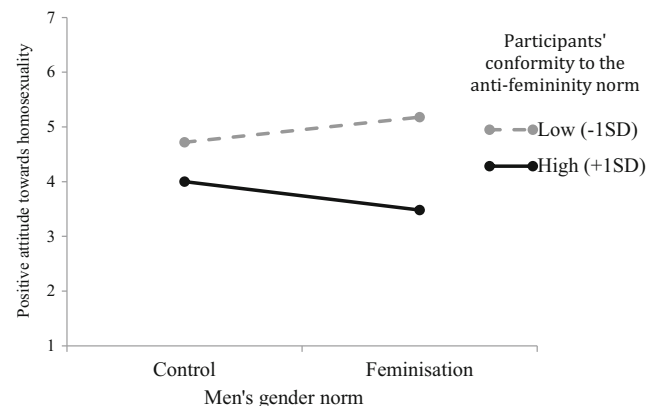 7
6
5
4
3
2
1
Positive attitude towards homosexuality
Control
Feminisation
Men's gender norm
Participants'
conformity to the
anti-femininity norm
Low (-1SD)
High (+1SD)